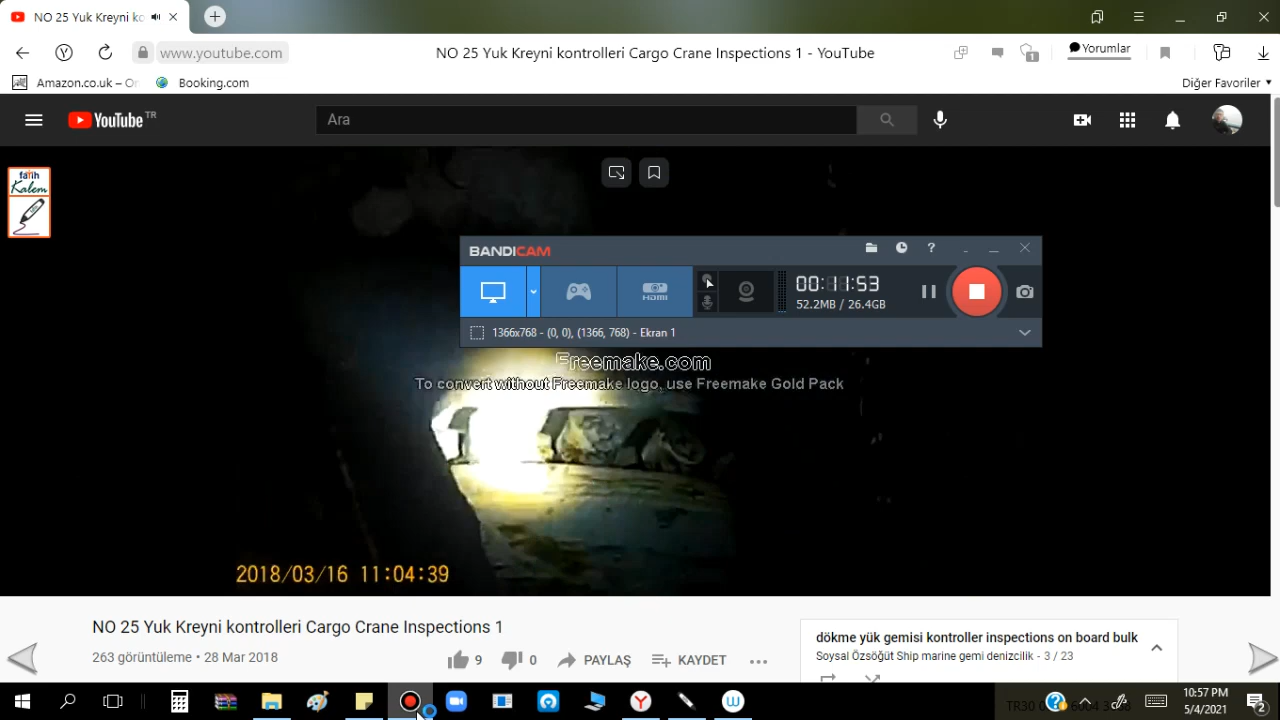 NO 25 Yuk Kreyni kc
www.youtube.com
NO 25 Yuk Kreyni kontrolleri Cargo Crane Inspections 1 - YouTube
1
Yorumlar
Amazon.co.uk – Or
Booking.com
Diğer Favoriler
YouTube TR
Ara
fatih
Kalem
BANDICAM
HDMI
00:11:53
52.2MB / 26.4GB
1366x768 - (0, 0), (1366, 768) - Ekran 1
Freemake.com
To convert without Freemake logo, use Freemake Gold Pack
2018/03/16 11:04:39
NO 25 Yuk Kreyni kontrolleri Cargo Crane Inspections 1
263 görüntüleme • 28 Mar 2018
9
0
PAYLAŞ
KAYDET
dökme yük gemisi kontroller inspections on board bulk
Soysal Özsöğüt Ship marine gemi denizcilik - 3 / 23
10:57 PM
5/4/2021
2